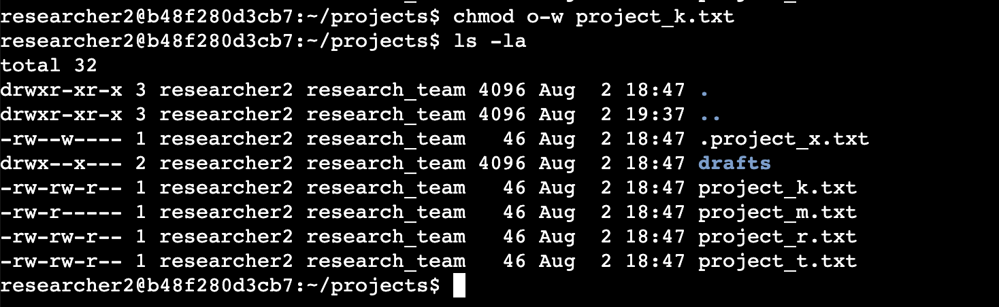 researcher2@b48f280d3cb7:~/projects$ chmod o-w project_k.txt
researcher2@b48f280d3cb7:~/projects$ ls -la
total 32
drwxr-xr-x 3 researcher2 research_team 4096 Aug  2 18:47 .
drwxr-xr-x 3 researcher2 research_team 4096 Aug  2 19:37 ..
-rw--w---- 1 researcher2 research_team   46 Aug  2 18:47 .project_x.txt
drwx--x--- 2 researcher2 research_team 4096 Aug  2 18:47 drafts
-rw-rw-r-- 1 researcher2 research_team   46 Aug  2 18:47 project_k.txt
-rw-r----- 1 researcher2 research_team   46 Aug  2 18:47 project_m.txt
-rw-rw-r-- 1 researcher2 research_team   46 Aug  2 18:47 project_r.txt
-rw-rw-r-- 1 researcher2 research_team   46 Aug  2 18:47 project_t.txt
researcher2@b48f280d3cb7:~/projects$